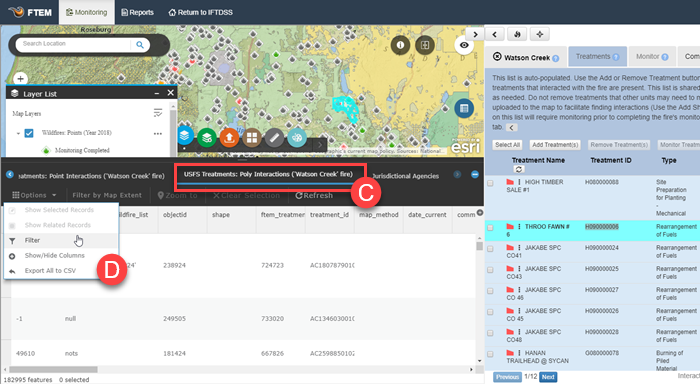 FTEM Monitoring Reports Return to IFTDSS
Roseburg
Search Location
Layer List
Map Layers
Wildfires: Points (Year 2018)
Monitoring Completed
esri
eatments: Point Interactions ('Watson Creek' fire)
USFS Treatments: Poly Interactions ('Watson Creek' fire)
Jurisdictional Agencies
C
Options Filter by Map Extent Zoom to Clear Selection Refresh
Show Selected Records
Show Related Records
Filter
Show/Hide Columns
Export All to CSV
D
ildfire_list objectid shape ftem_treatmen treatment_id map_method date_current comm
238924 724723 AC1807879010
-1 null 249505 733020 AC1346030010
49610 nots 181424 667826 AC2598850102
182995 features 0 selected
Watson Creek Treatments Monitor Com
This list is auto-populated. Use the Add or Remove Treatment button
treatments that interacted with the fire are present. This list is shared
as needed. Do not remove treatments that other units may need to m
uploaded to the map to facilitate finding interactions (Use the Add Sh
on this list will require monitoring prior to completing the fire's monito
tab.
Select All Add Treatment(s) Remove Treatment(s) Monitor Treatm
Treatment Name Treatment ID Type
HIGH TIMBER SALE #1 H080000088 Site Preparation for Planting - Mechanical
THROO FAWN # 6 H090000006 Rearrangement of Fuels
JAKABE SPC CO41 H090000024 Rearrangement of Fuels
JAKABE SPC CO43 H090000025 Rearrangement of Fuels
JAKABE SPC CO 46 H090000027 Rearrangement of Fuels
JAKABE SPC CO 45 H090000026 Rearrangement of Fuels
JAKABE SPC CO48 H090000028 Rearrangement of Fuels
HANAN TRAILHEAD @ SYCAN G080000078 Burning of Piled Material
Previous 1/12 Next Interac